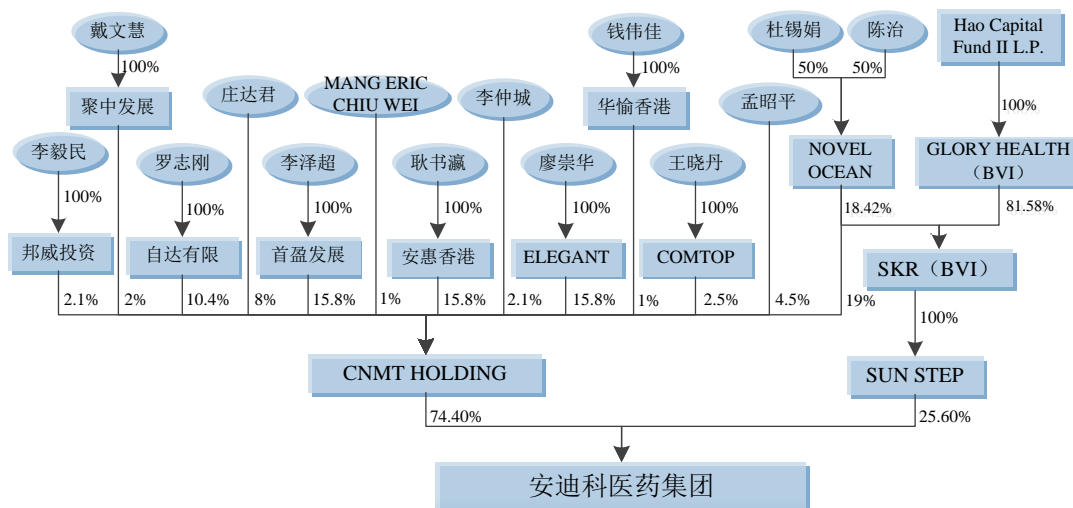 戴文慧
钱伟佳
杜锡娟
陈治
Hao Capital
Fund II L.P.
100%
100%
50%
50%
100%
聚中发展
庄达君
MANG ERIC
CHIU WEI
李仲城
华愉香港
孟昭平
NOVEL
OCEAN
GLORY HEALTH
（BVI）
李毅民
罗志刚
李泽超
耿书瀛
廖崇华
王晓丹
100%
100%
100%
100%
100%
100%
18.42%
81.58%
邦威投资
自达有限
首盈发展
安惠香港
ELEGANT
COMTOP
SKR（BVI）
2.1%
2%
10.4%
8%
15.8%
1%
15.8%
2.1%
15.8%
1%
2.5%
4.5%
19%
100%
CNMT HOLDING
SUN STEP
74.40%
25.60%
安迪科医药集团